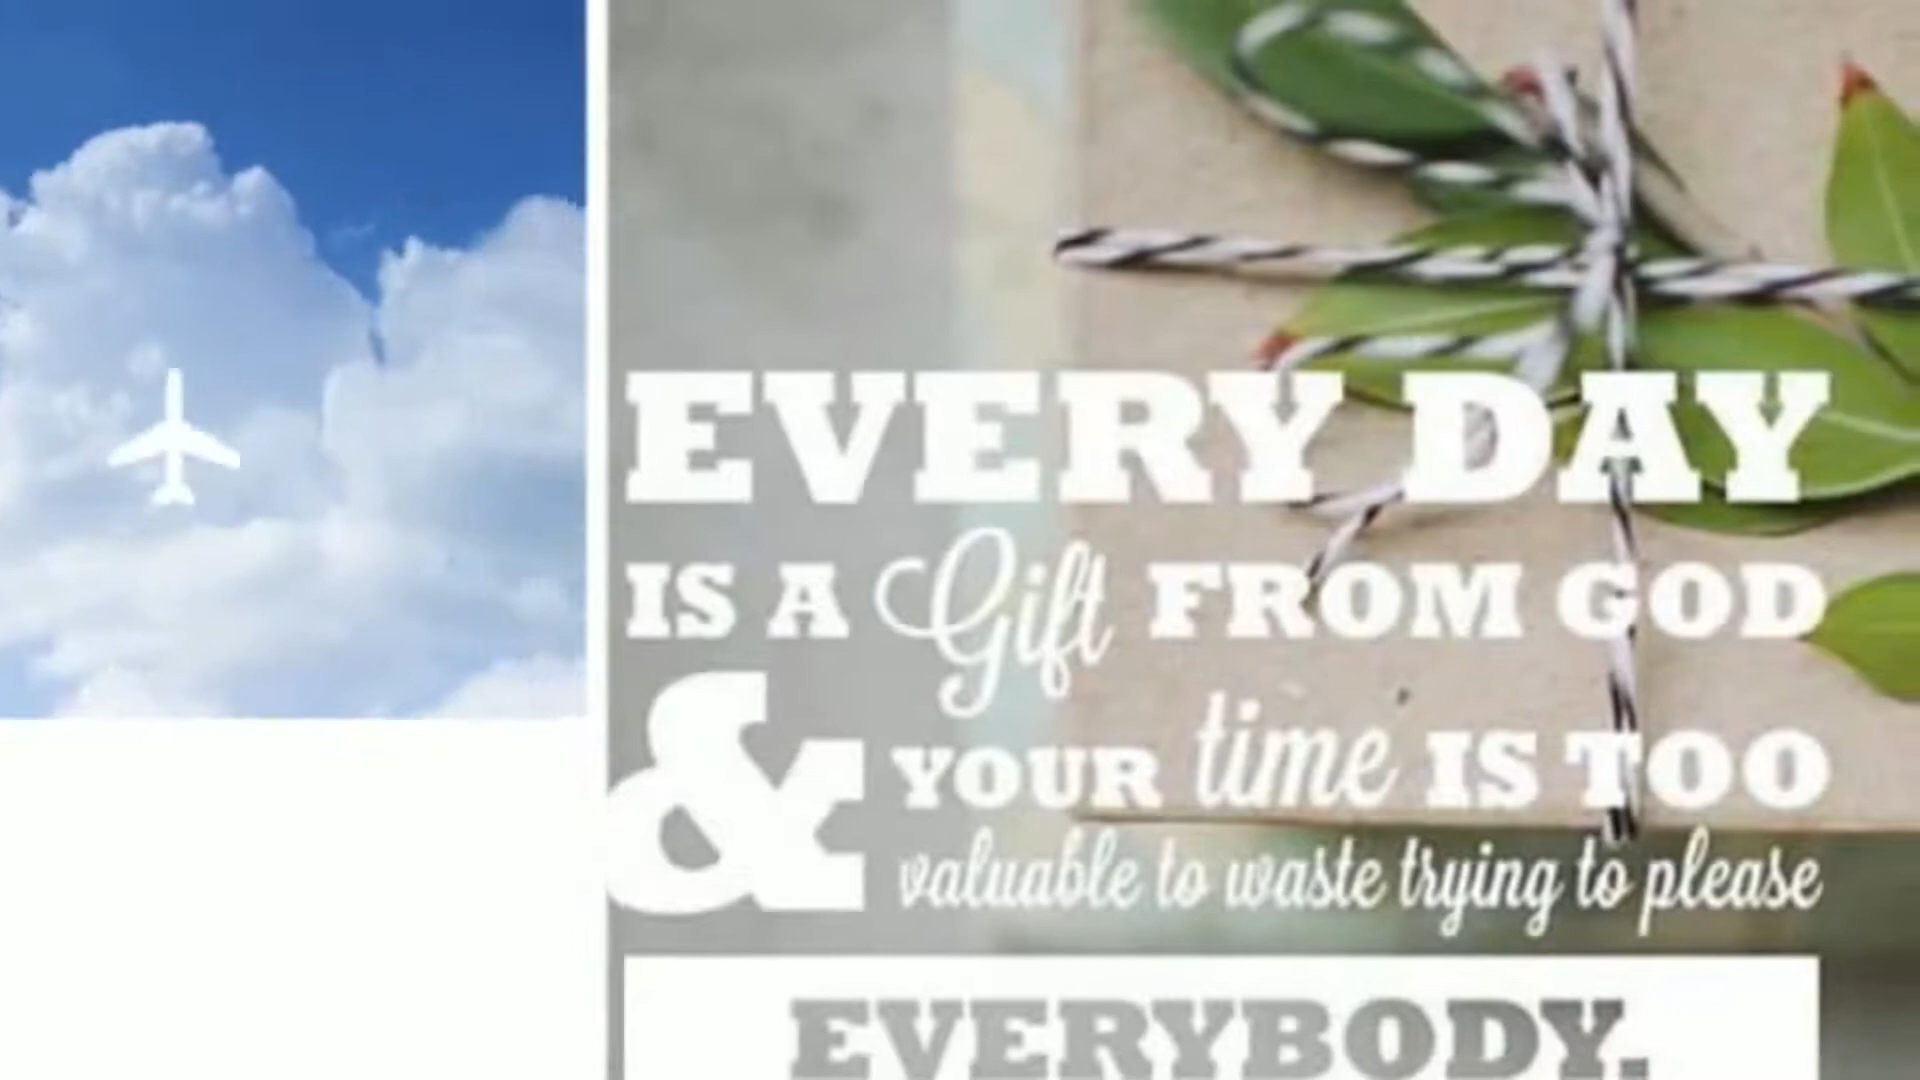 EVERY DAY
IS A Gift FROM GOD
& YOUR time IS TOO
valuable to waste trying to please
EVERYBODY.